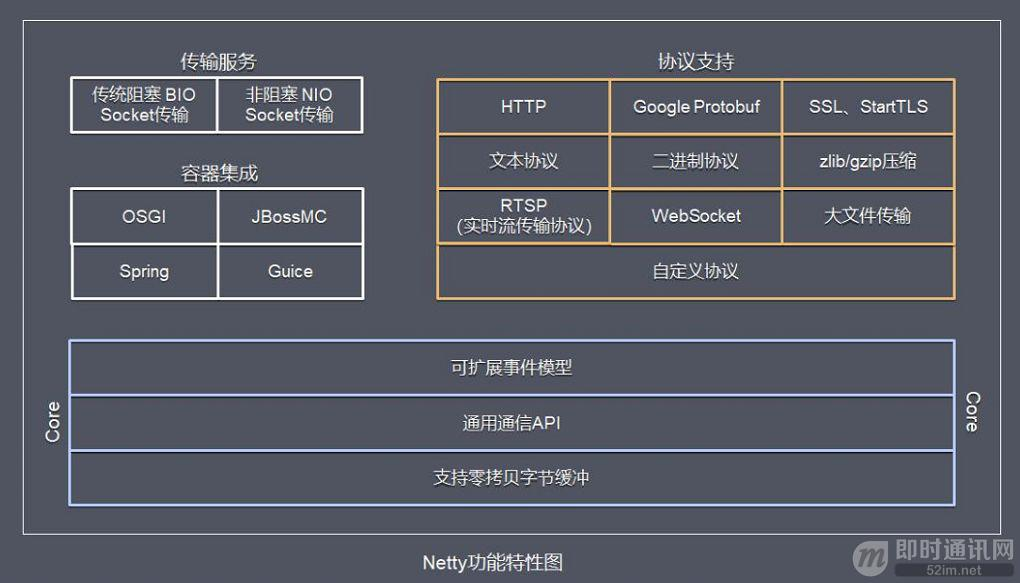 传输服务
传统阻塞 BIO
Socket传输
非阻塞 NIO
Socket传输
容器集成
OSGI
JBossMC
Spring
Guice
协议支持
HTTP
Google Protobuf
SSL、StartTLS
文本协议
二进制协议
zlib/gzip压缩
RTSP
(实时流传输协议)
WebSocket
大文件传输
自定义协议
Core
可扩展事件模型
通用通信API
支持零拷贝字节缓冲
Core
Netty功能特性图
即时通讯网
52im.net